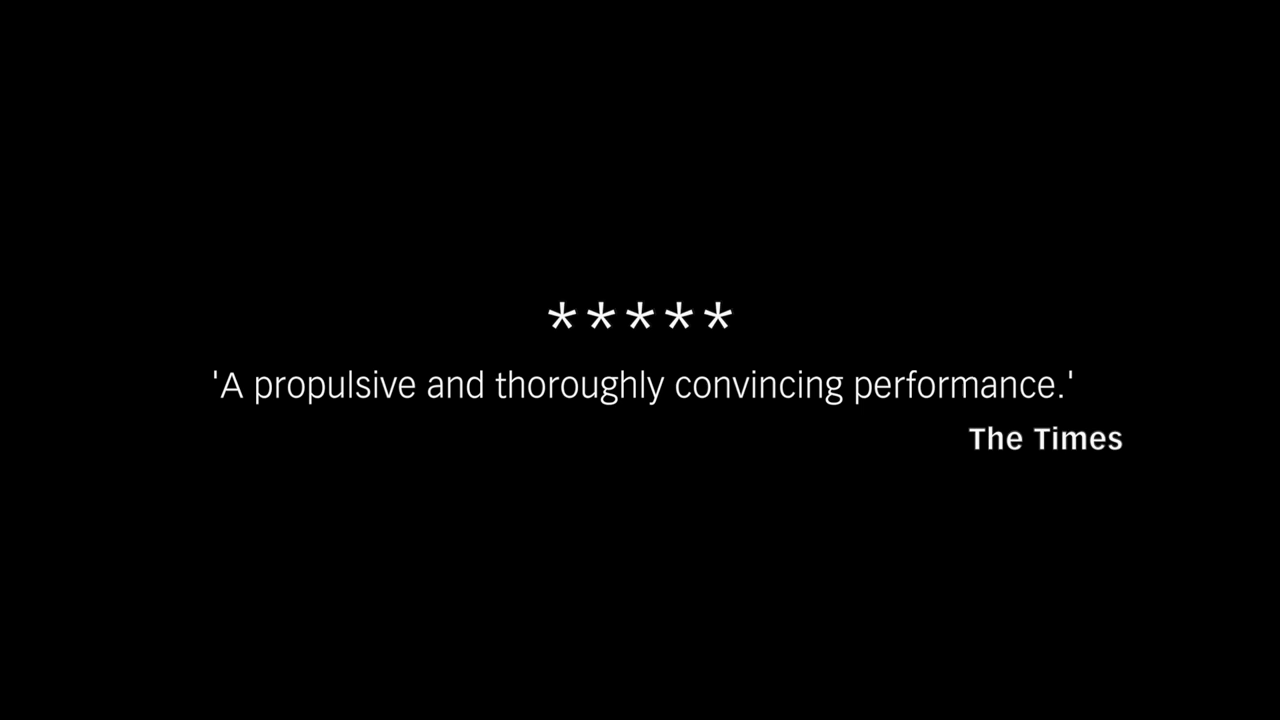 *****
'A propulsive and thoroughly convincing performance.'
The Times